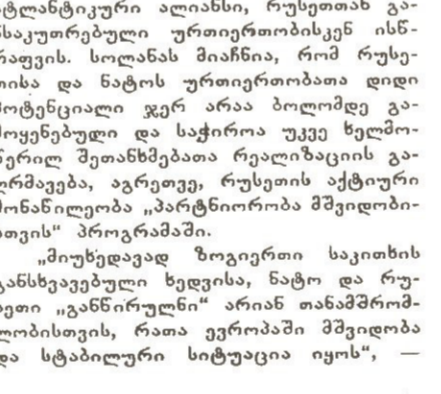 ტლანტიკური ალიანსი, რუსეთთან გა-
საკუთრებული ურთიერთობისკენ ისწ-
რაფვის. სოლანას მიაჩნია, რომ რუსე-
თისა და ნატოს ურთიერთობათა დიდი
პოტენციალი ჯერ არაა ბოლომდე გა-
მოყენებული და საჭიროა უკვე ხელმო-
წერილ შეთანხმებათა რეალიზაციის გა-
ღრმავება, აგრეთვე, რუსეთის აქტიური
მონაწილეობა „პარტნიორობა მშვიდობი-
სთვის“ პროგრამაში.
„მიუხედავად ზოგიერთი საკითხის
განსხვავებული ხედვისა, ნატო და რუ-
სეთი „განწირულნი“ არიან თანამშრომ-
ლობისთვის, რათა ევროპაში მშვიდობა
და სტაბილური სიტუაცია იყოს“, —